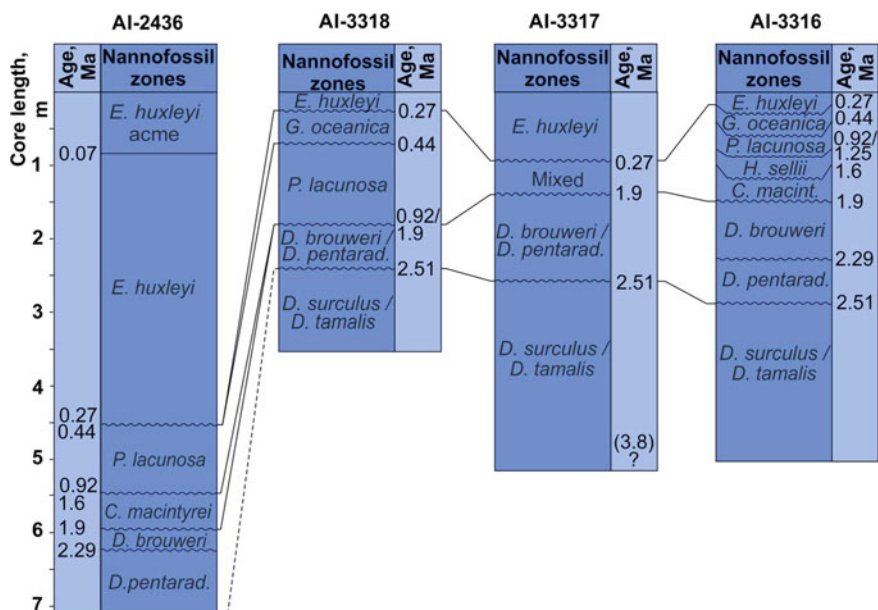 AI-2436
AI-3318
AI-3317
AI-3316
Core length,
m
1
2
3
4
5
6
7
Age,
Ma
Nannofossil
zones
E. huxleyi
acme
0.07
E. huxleyi
0.27
0.44
P. lacunosa
0.92
1.6
C. macintyrei
1.9
D. brouweri
2.29
D.pentarad.
Nannofossil
zones
Age,
Ma
E. huxleyi
0.27
G. oceanica
0.44
P. lacunosa
0.92/
1.9
D. brouweri /
D. pentarad.
2.51
D. surculus /
D. tamalis
Nannofossil
zones
Age,
Ma
E. huxleyi
0.27
Mixed
1.9
D. brouweri /
D. pentarad.
2.51
D. surculus /
D. tamalis
(3.8)
?
Nannofossil
zones
Age,
Ma
E. huxleyi
0.27
G. oceanica
0.44
P. lacunosa
0.92/
1.25
H. sellii
1.6
C. macint.
1.9
D. brouweri
2.29
D. pentarad.
2.51
D. surculus /
D. tamalis